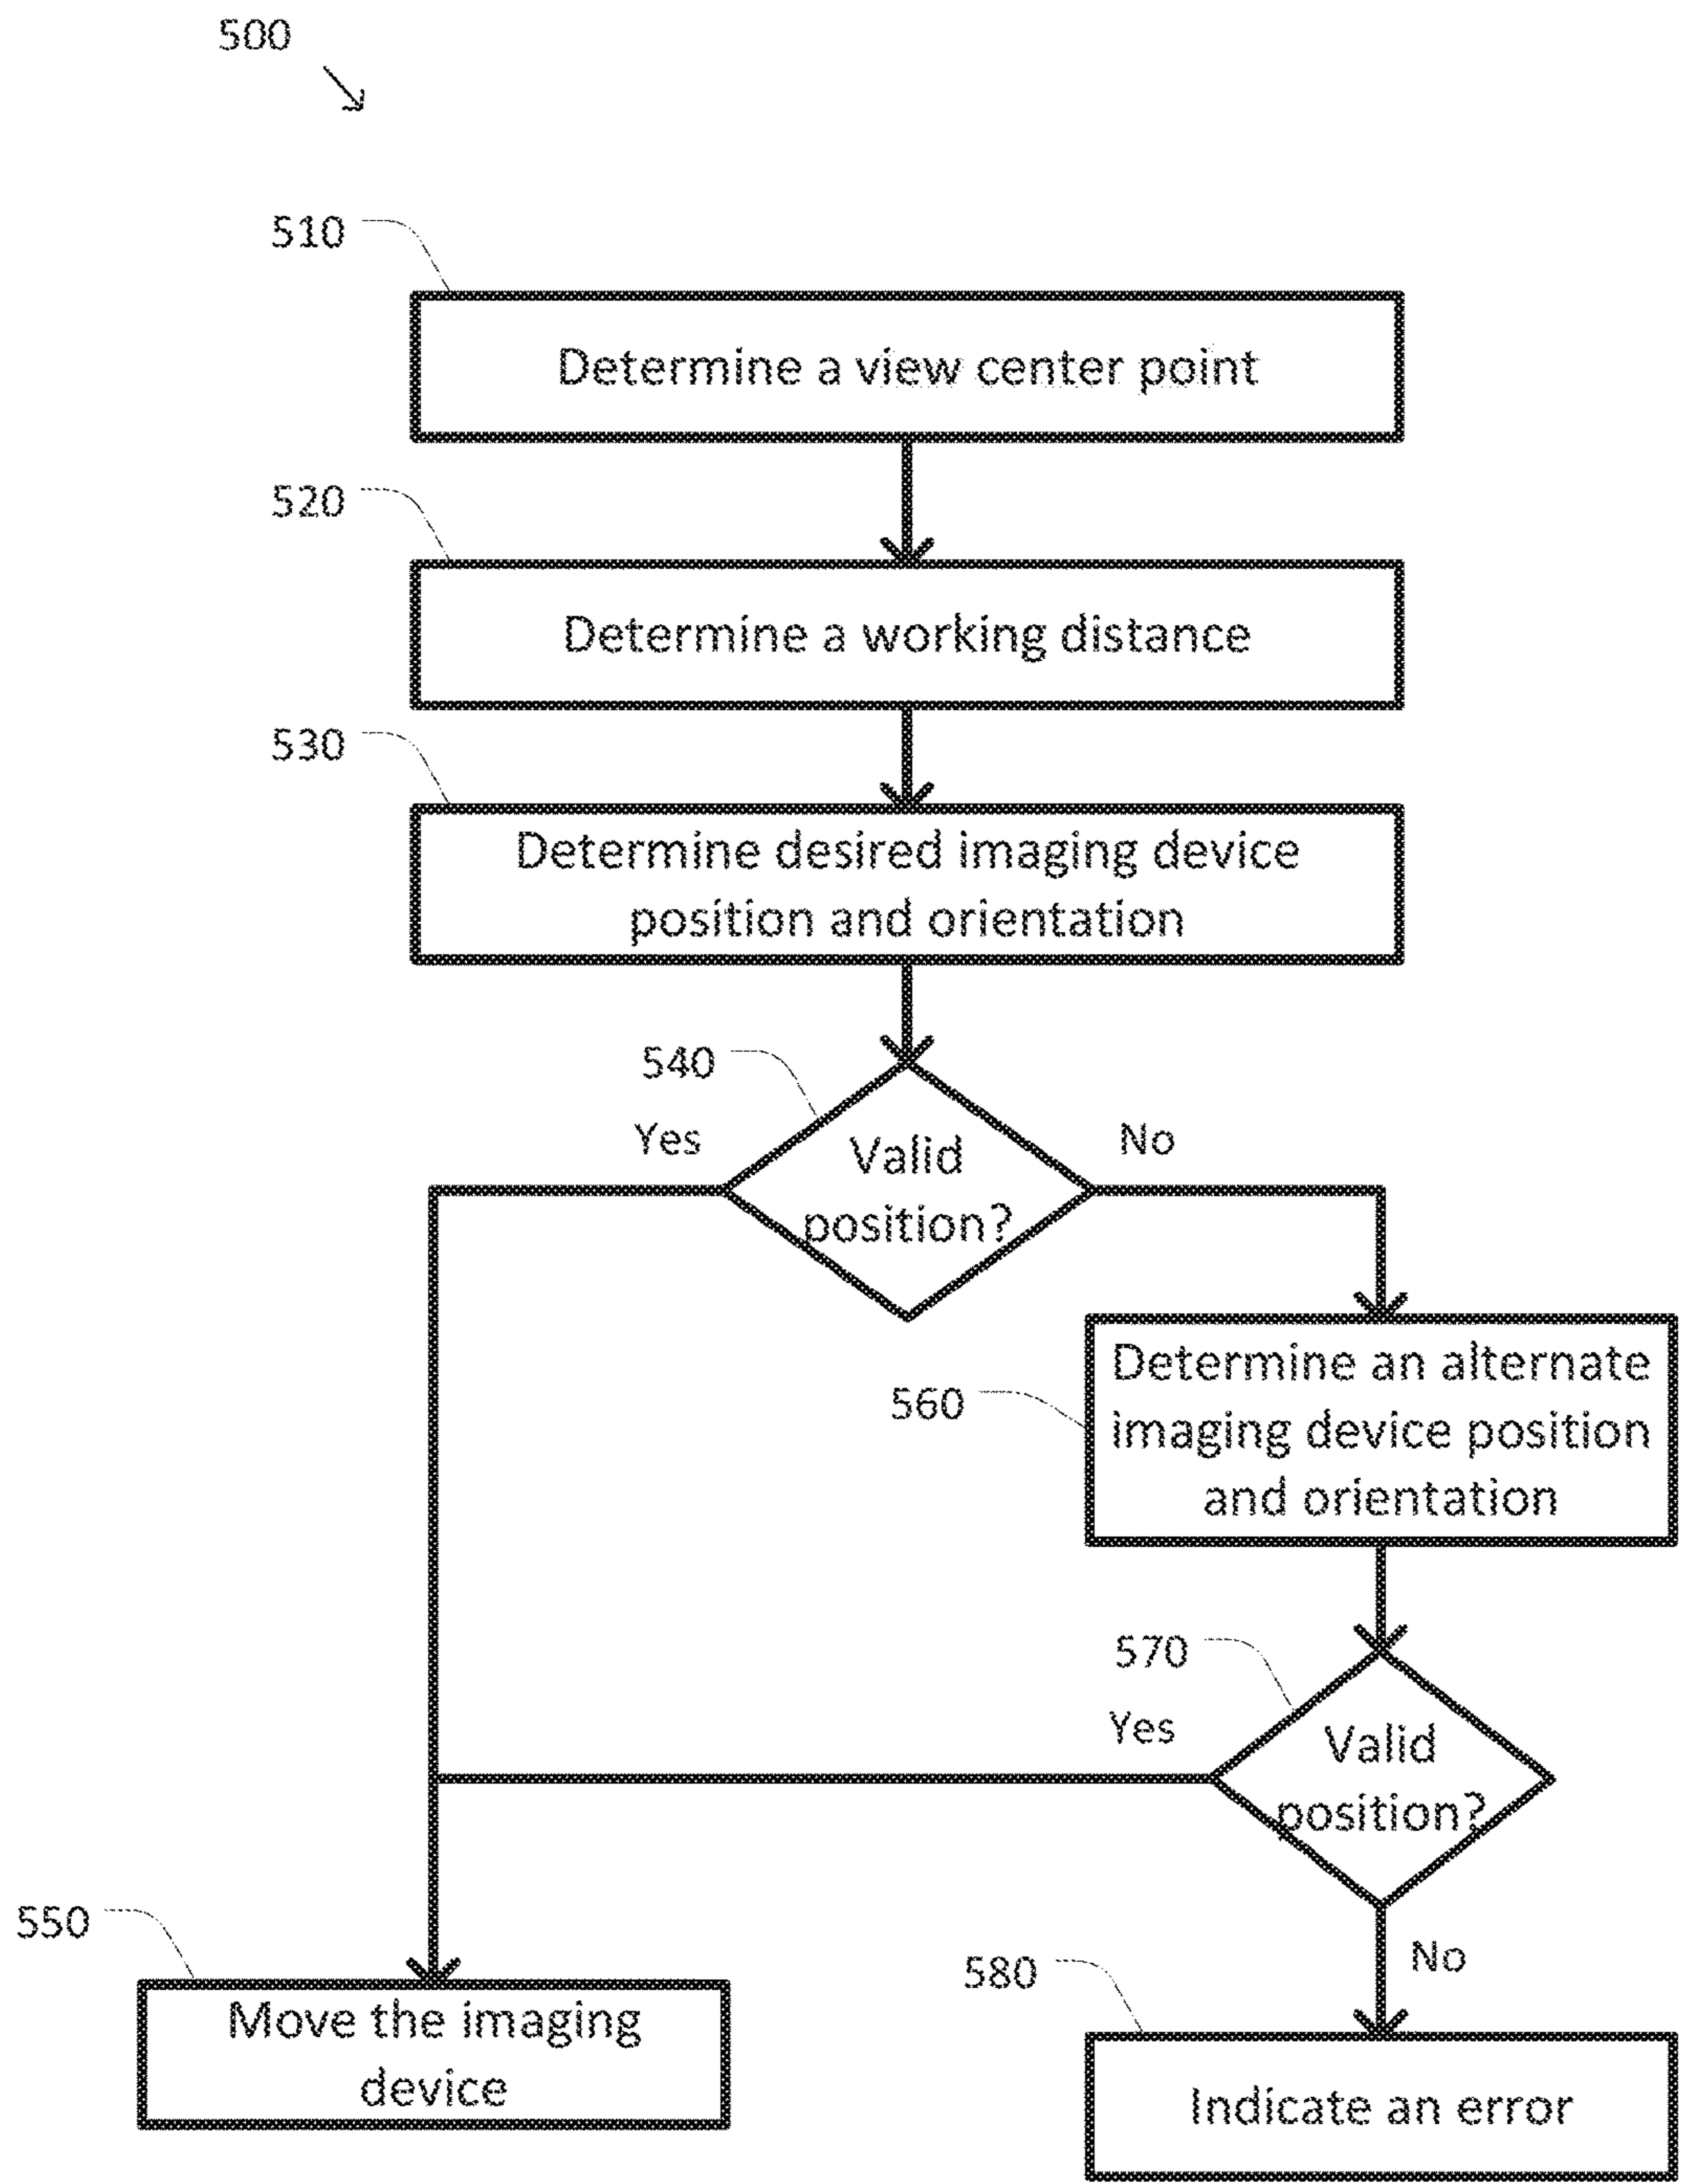 500
510
Determine a view center point
520
Determine a working distance
530
Determine desired imaging device
position and orientation
540
Yes
No
Valid
position?
560
Determine an alternate
imaging device position
and orientation
570
Yes
Valid
position?
550
Move the imaging
device
No
580
Indicate an error